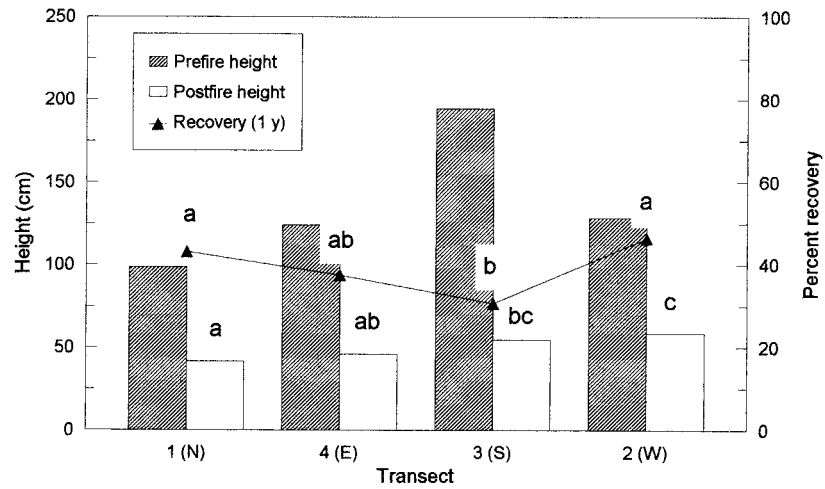 250
200
150
100
50
0
Height (cm)
Prefire height
Postfire height
Recovery (1 y)
a
ab
b
a
a
ab
bc
c
100
80
60
40
20
0
Percent recovery
1 (N) 4 (E) 3 (S) 2 (W)
Transect